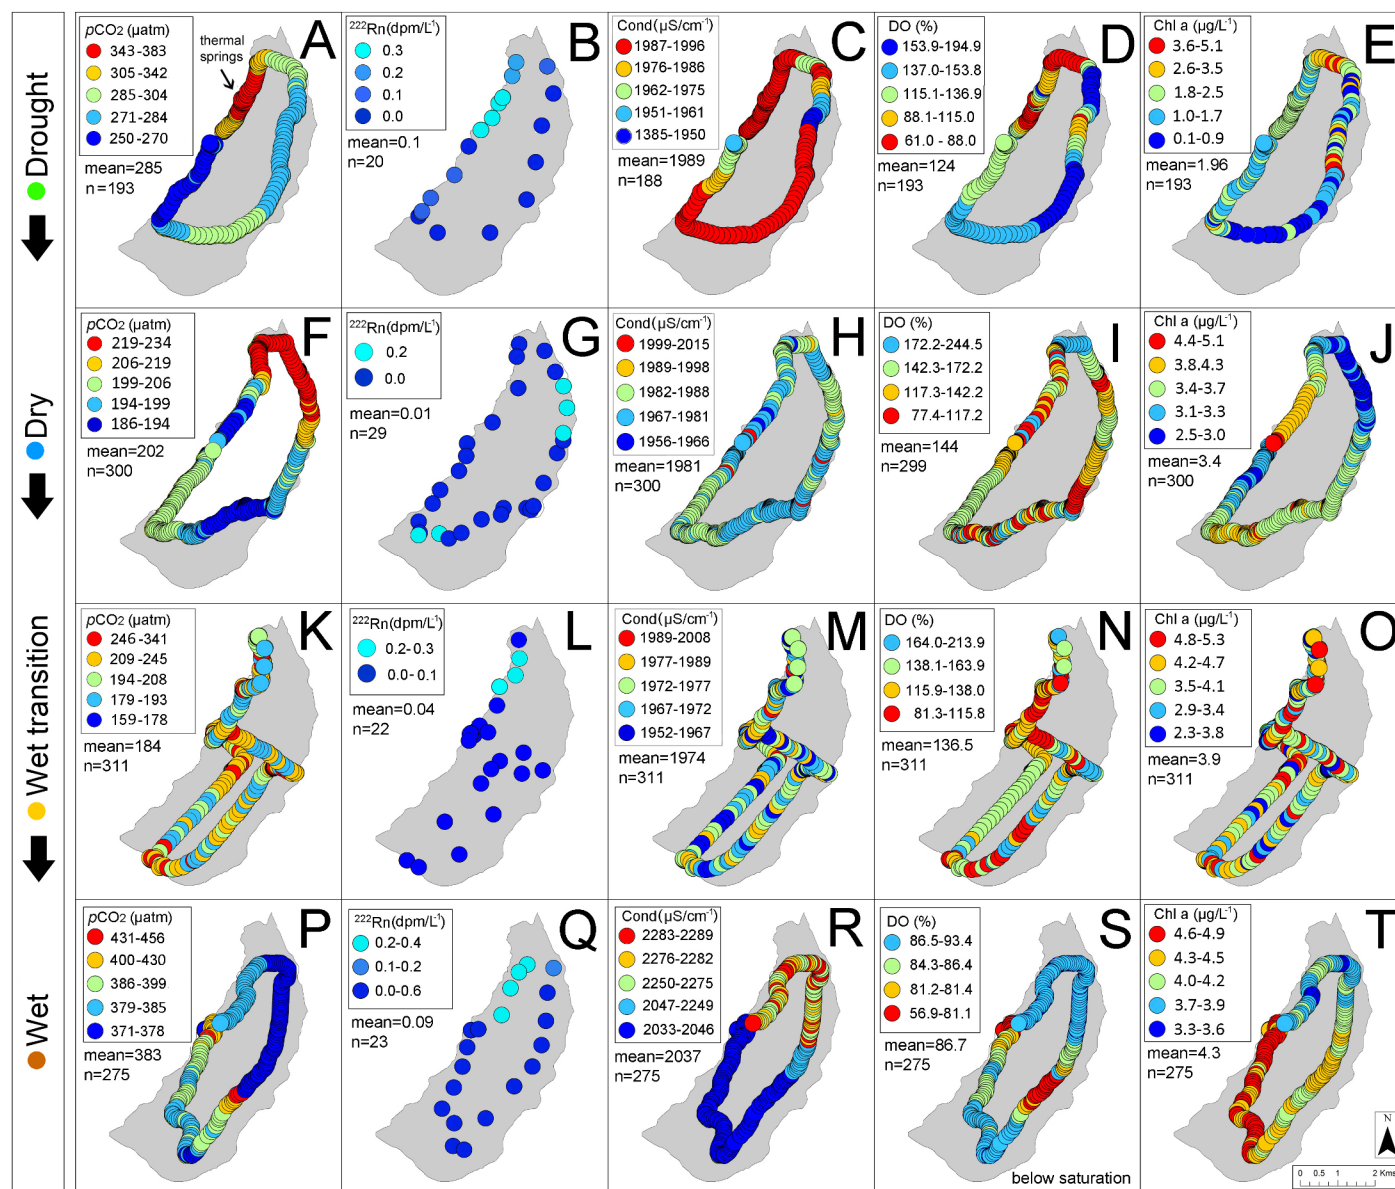 Drought
Dry
Wet transition
Wet
A
pCO2 (µatm)
343-383
305-342
285-304
271-284
250-270
mean=285
n=193
thermal
springs
B
222Rn(dpm/L-1)
0.3
0.2
0.1
0.0
mean=0.1
n=20
C
Cond(µS/cm-1)
1987-1996
1976-1986
1962-1975
1951-1961
1385-1950
mean=1989
n=188
D
DO (%)
153.9-194.9
137.0-153.8
115.1-136.9
88.1-115.0
61.0 - 88.0
mean=124
n=193
E
Chl a (µg/L)
3.6-5.1
2.6-3.5
1.8-2.5
1.0-1.7
0.1-0.9
mean=1.96
n=193
F
pCO2 (µatm)
219-234
206-219
199-206
194-199
186-194
mean=202
n=300
G
222Rn(dpm/L-1)
0.2
0.0
mean=0.01
n=29
H
Cond(µS/cm-1)
1999-2015
1989-1998
1982-1988
1967-1981
1956-1966
mean=1981
n=300
I
DO (%)
172.2-244.5
142.3-172.2
117.3-142.2
77.4-117.2
mean=144
n=299
J
Chl a (µg/L)
4.4-5.1
3.8-4.3
3.4-3.7
3.1-3.3
2.5-3.0
mean=3.4
n=300
K
pCO2 (µatm)
246-341
209-245
194-208
179-193
159-178
mean=184
n=311
L
222Rn(dpm/L-1)
0.2-0.3
0.0- 0.1
mean=0.04
n=22
M
Cond(µS/cm-1)
1989-2008
1977-1989
1972-1977
1967-1972
1952-1967
mean=1974
n=311
N
DO (%)
164.0-213.9
138.1-163.9
115.9-138.0
81.3-115.8
mean=136.5
n=311
O
Chl a (µg/L)
4.8-5.3
4.2-4.7
3.5-4.1
2.9-3.4
2.3-3.8
mean=3.9
n=311
P
pCO2 (µatm)
431-456
400-430
386-399
379-385
371-378
mean=383
n=275
Q
222Rn(dpm/L-1)
0.2-0.4
0.1-0.2
0.0-0.6
mean=0.09
n=23
R
Cond(µS/cm-1)
2283-2289
2276-2282
2250-2275
2047-2249
2033-2046
mean=2037
n=275
S
DO (%)
86.5-93.4
84.3-86.4
81.2-81.4
56.9-81.1
mean=86.7
n=275
below saturation
T
Chl a (µg/L)
4.6-4.9
4.3-4.5
4.0-4.2
3.7-3.9
3.3-3.6
mean=4.3
n=275
N
0 0.5 1 2 Kms